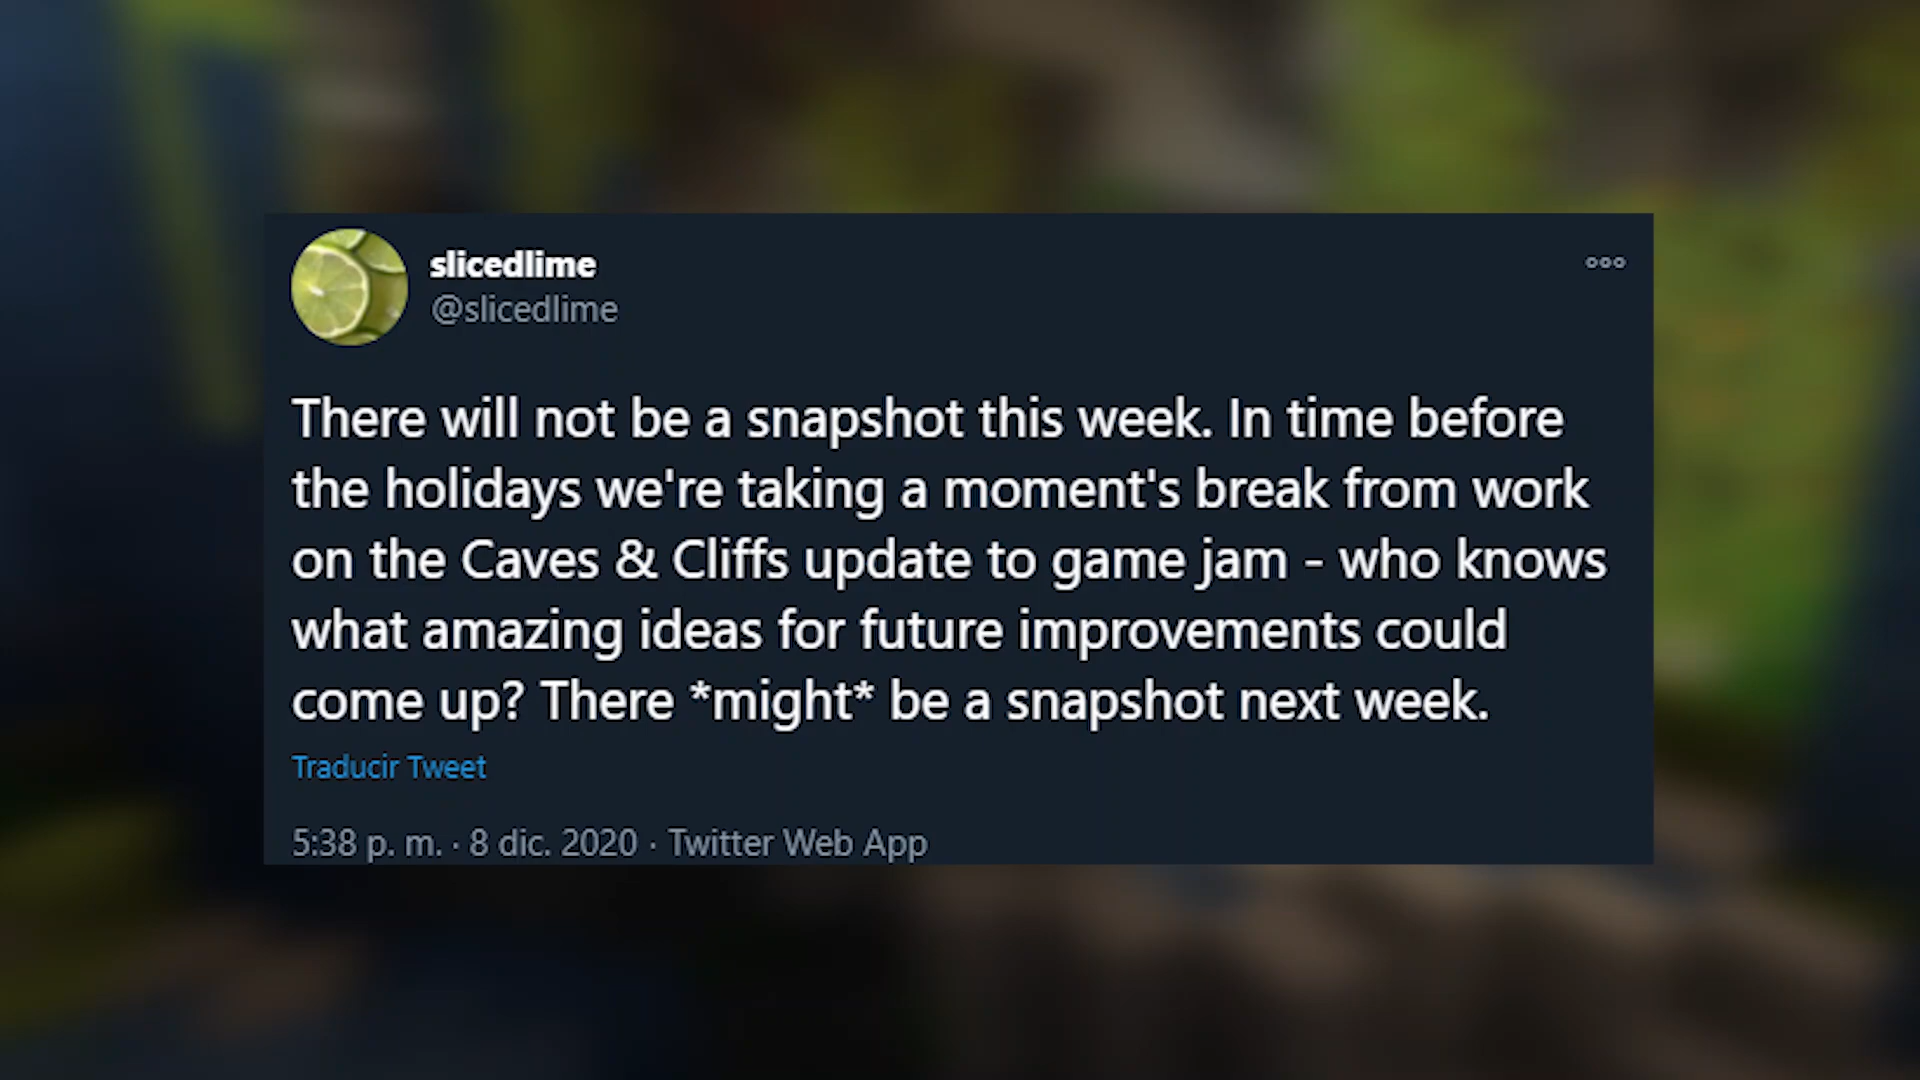 slicedlime
@slicedlime
There will not be a snapshot this week. In time before
the holidays we're taking a moment's break from work
on the Caves & Cliffs update to game jam - who knows
what amazing ideas for future improvements could
come up? There *might* be a snapshot next week.
Traducir Tweet
5:38 p. m. · 8 dic. 2020 · Twitter Web App